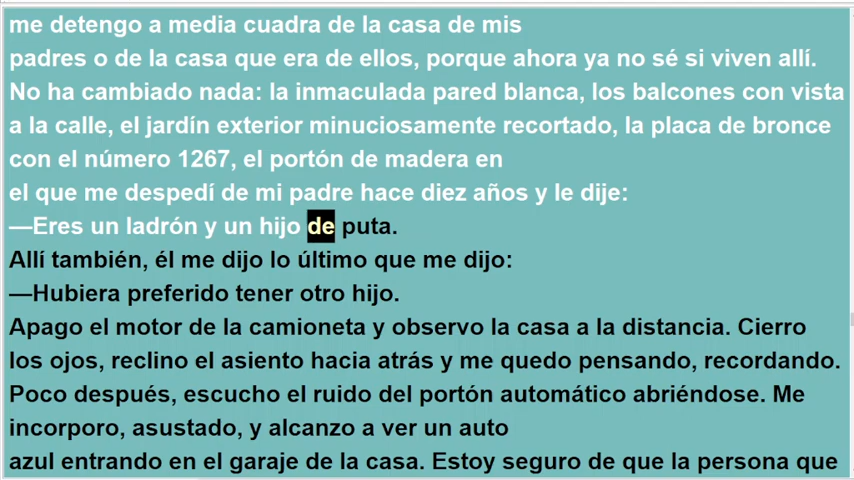 me detengo a media cuadra de la casa de mis
padres o de la casa que era de ellos, porque ahora ya no sé si viven allí.
No ha cambiado nada: la inmaculada pared blanca, los balcones con vista
a la calle, el jardín exterior minuciosamente recortado, la placa de bronce
con el número 1267, el portón de madera en
el que me despedí de mi padre hace diez años y le dije:
—Eres un ladrón y un hijo de puta.
Allí también, él me dijo lo último que me dijo:
—Hubiera preferido tener otro hijo.
Apago el motor de la camioneta y observo la casa a la distancia. Cierro
los ojos, reclino el asiento hacia atrás y me quedo pensando, recordando.
Poco después, escucho el ruido del portón automático abriéndose. Me
incorporo, asustado, y alcanzo a ver un auto
azul entrando en el garaje de la casa. Estoy seguro de que la persona que